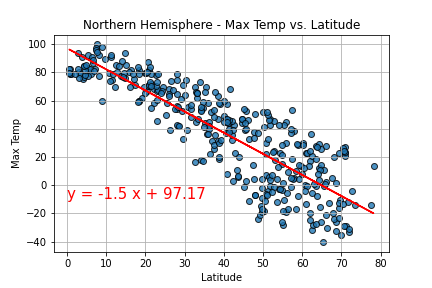 Northern Hemisphere - Max Temp vs. Latitude
100
80
60
40
20
0
−20
−40
Max Temp
y = -1.5 x + 97.17
0 10 20 30 40 50 60 70 80
Latitude